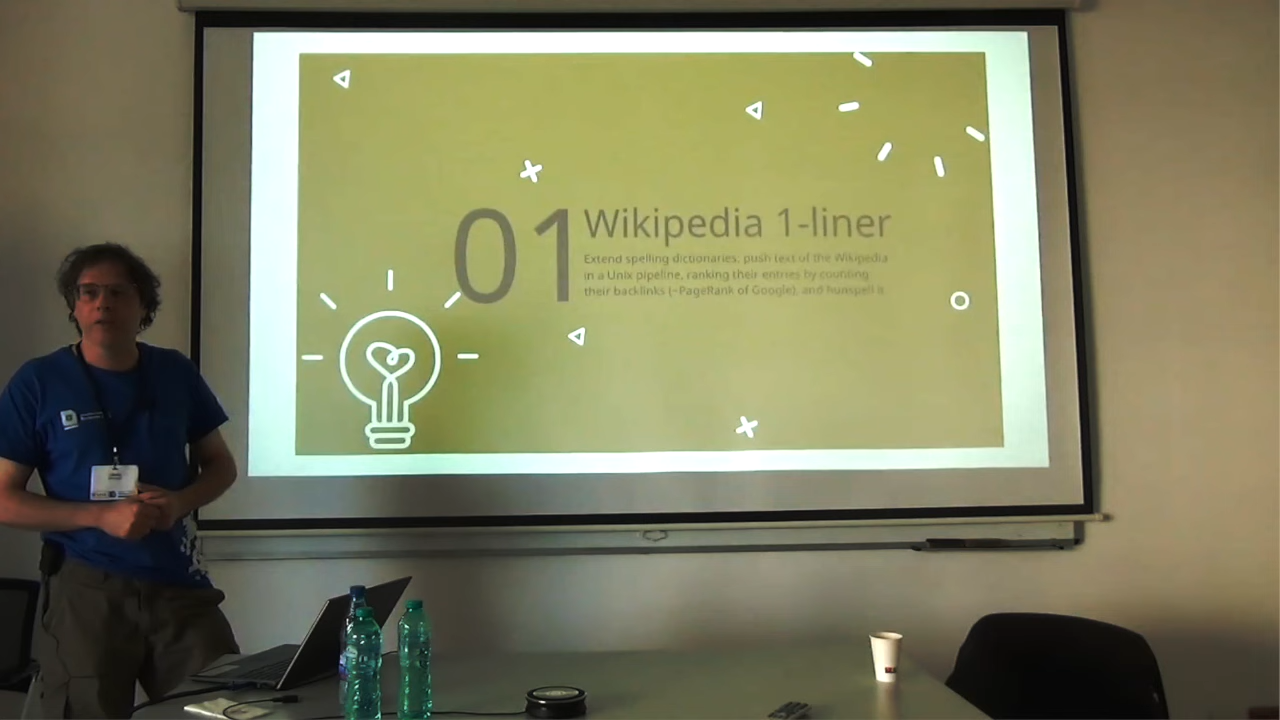 01
Wikipedia 1-liner
Extend spelling dictionaries: push text of the Wikipedia
in a Unix pipeline, ranking their entries by counting
their backlinks (~PageRank of Google), and hunspell it